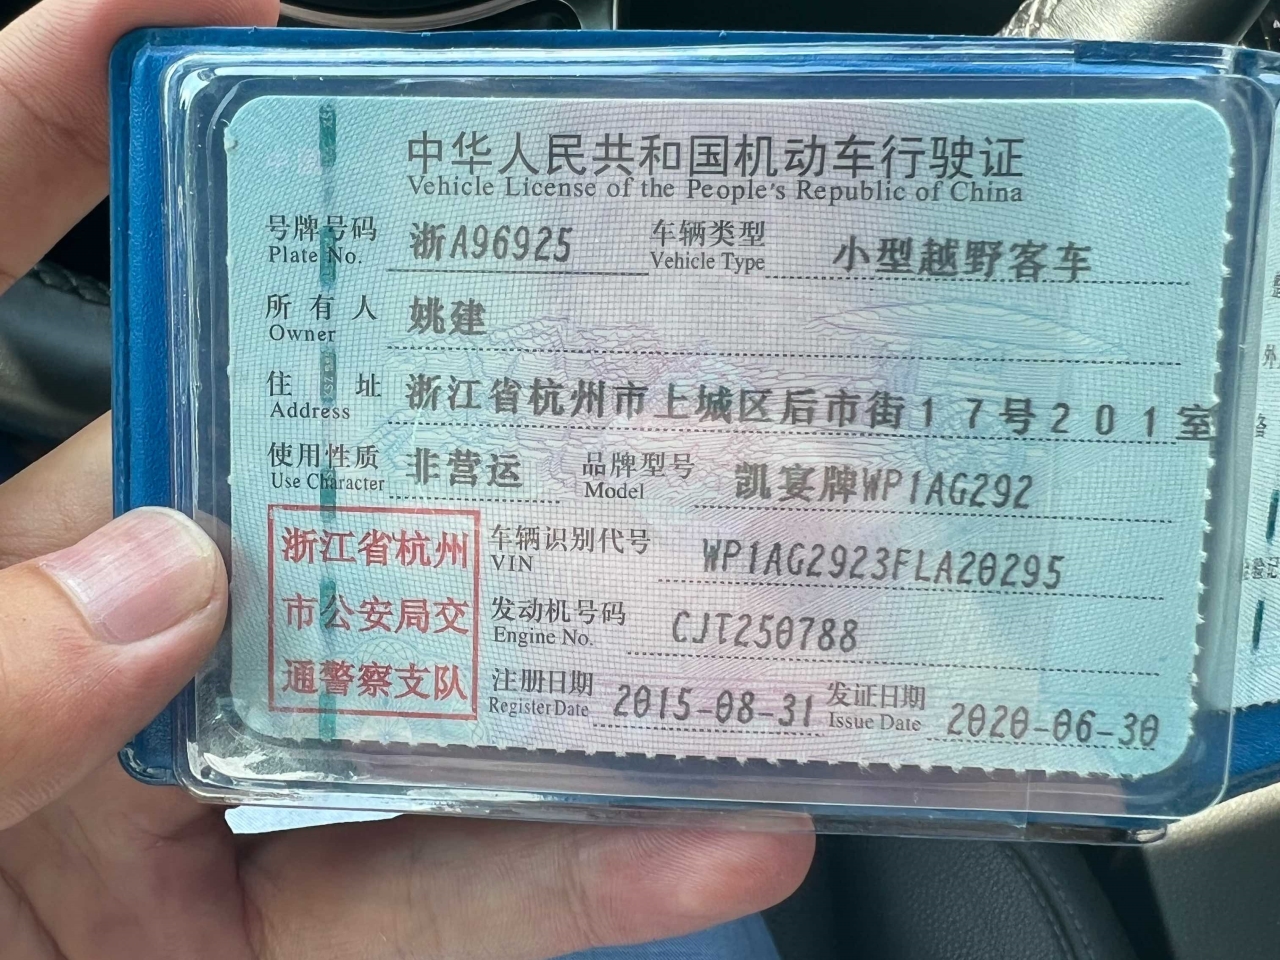 中华人民共和国机动车行驶证
Vehicle License of the People's Republic of China
号牌号码 浙A96925 车辆类型 小型越野客车
Plate No. Vehicle Type
所有人 姚建
Owner
住址 浙江省杭州市上城区后市街17号201室
Address
使用性质 非营运 品牌型号 凯宴牌WP1AG292
Use Character Model
浙江省杭州
市公安局交
通警察支队
车辆识别代号 WP1AG2923FLA20295
VIN
发动机号码 CJT250788
Engine No.
注册日期 2015-08-31 发证日期 2020-06-30
Register Date Issue Date
外